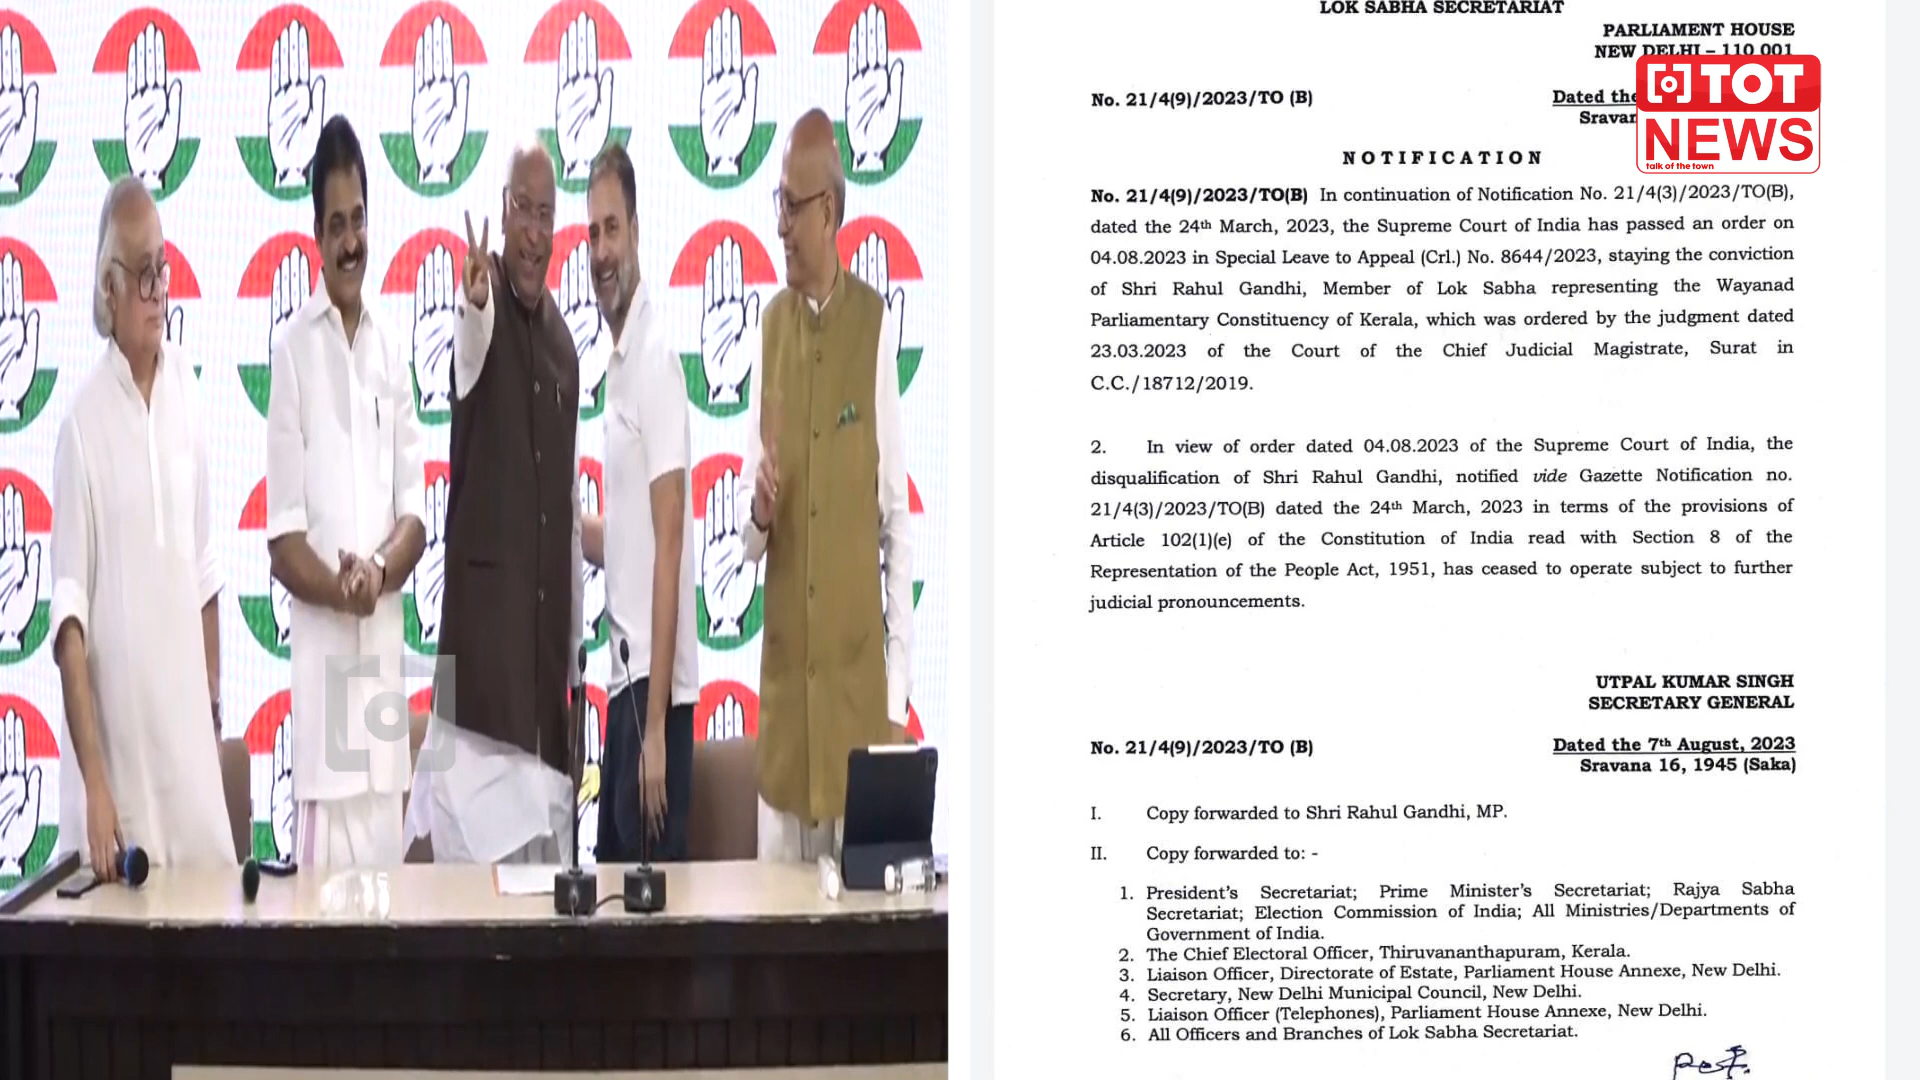 LOK SABHA SECRETARIAT
PARLIAMENT HOUSE
NEW DELHI – 110 001
TOT
NEWS
talk of the town
No. 21/4(9)/2023/TO (B)
Dated the
Sravan
NOTIFICATION
No. 21/4(9)/2023/TO(B) In continuation of Notification No. 21/4(3)/2023/TO(B),
dated the 24th March, 2023, the Supreme Court of India has passed an order on
04.08.2023 in Special Leave to Appeal (Crl.) No. 8644/2023, staying the conviction
of Shri Rahul Gandhi, Member of Lok Sabha representing the Wayanad
Parliamentary Constituency of Kerala, which was ordered by the judgment dated
23.03.2023 of the Court of the Chief Judicial Magistrate, Surat in
C.C./18712/2019.
2. In view of order dated 04.08.2023 of the Supreme Court of India, the
disqualification of Shri Rahul Gandhi, notified vide Gazette Notification no.
21/4(3)/2023/TO(B) dated the 24th March, 2023 in terms of the provisions of
Article 102(1)(e) of the Constitution of India read with Section 8 of the
Representation of the People Act, 1951, has ceased to operate subject to further
judicial pronouncements.
UTPAL KUMAR SINGH
SECRETARY GENERAL
No. 21/4(9)/2023/TO (B)
Dated the 7th August, 2023
Sravana 16, 1945 (Saka)
I. Copy forwarded to Shri Rahul Gandhi, MP.
II. Copy forwarded to: -
1. President's Secretariat; Prime Minister's Secretariat; Rajya Sabha
Secretariat; Election Commission of India; All Ministries/Departments of
Government of India.
2. The Chief Electoral Officer, Thiruvananthapuram, Kerala.
3. Liaison Officer, Directorate of Estate, Parliament House Annexe, New Delhi.
4. Secretary, New Delhi Municipal Council, New Delhi.
5. Liaison Officer (Telephones), Parliament House Annexe, New Delhi.
6. All Officers and Branches of Lok Sabha Secretariat.